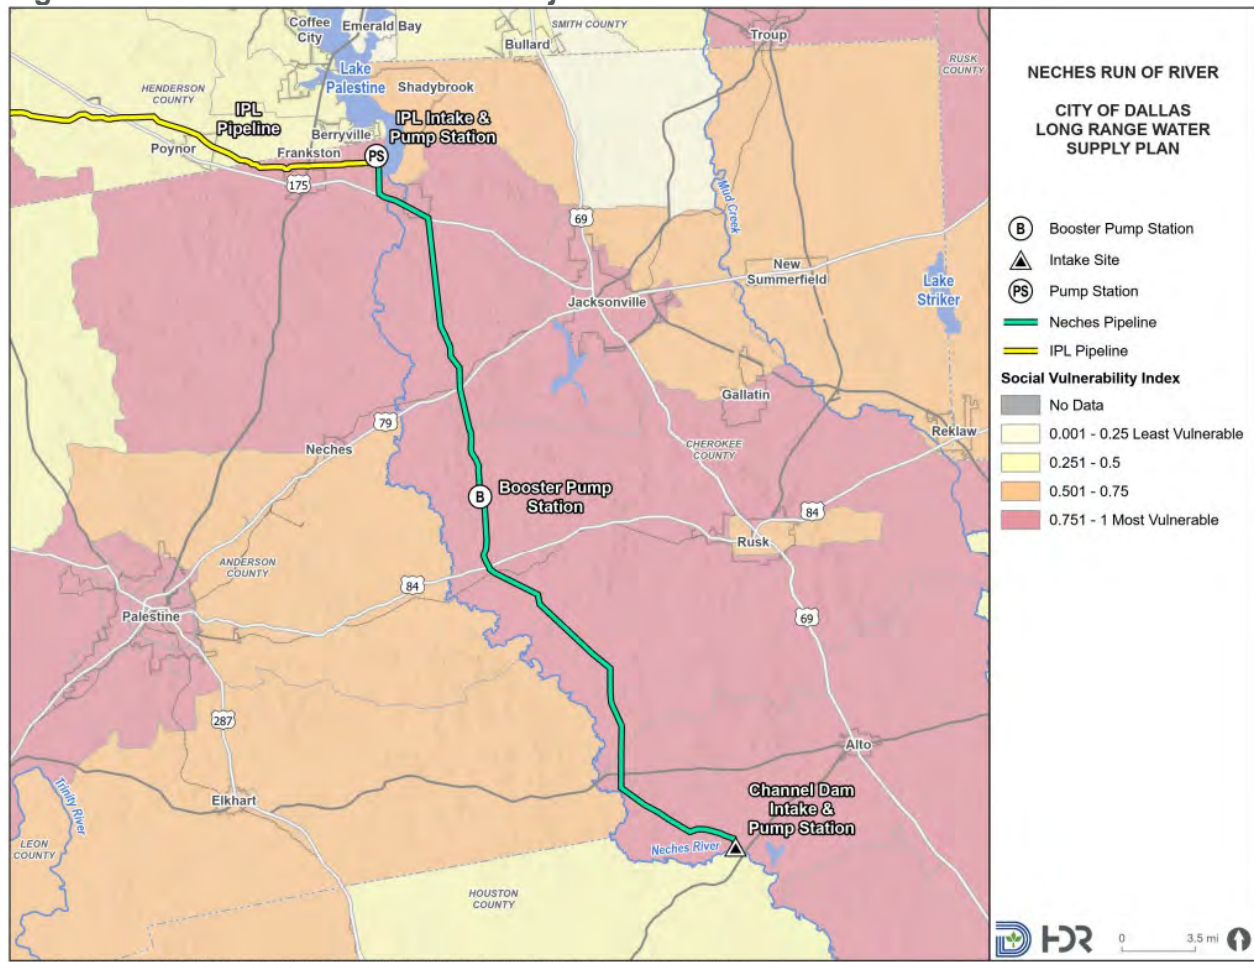 Coffee
City
Emerald Bay
SMITH COUNTY
Bullard
Troup
RUSK
COUNTY
Lake
Palestine
Shadybrook
HENDERSON
COUNTY
IPL
Pipeline
IPL Intake &
Pump Station
Berryville
Poynor
Frankston
PS
175
69
Mud Creek
New
Summerfield
Lake
Striker
Jacksonville
Gallatin
Reklaw
79
Neches
CHEROKEE
COUNTY
B
Booster Pump
Station
84
Rusk
ANDERSON
COUNTY
84
Palestine
69
287
Alto
Trinity River
Elkhart
Channel Dam
Intake &
Pump Station
Neches River
LEON
COUNTY
HOUSTON
COUNTY
NECHES RUN OF RIVER
CITY OF DALLAS
LONG RANGE WATER
SUPPLY PLAN
B Booster Pump Station
Intake Site
PS Pump Station
Neches Pipeline
IPL Pipeline
Social Vulnerability Index
No Data
0.001 - 0.25 Least Vulnerable
0.251 - 0.5
0.501 - 0.75
0.751 - 1 Most Vulnerable
HDR
0 3.5 mi